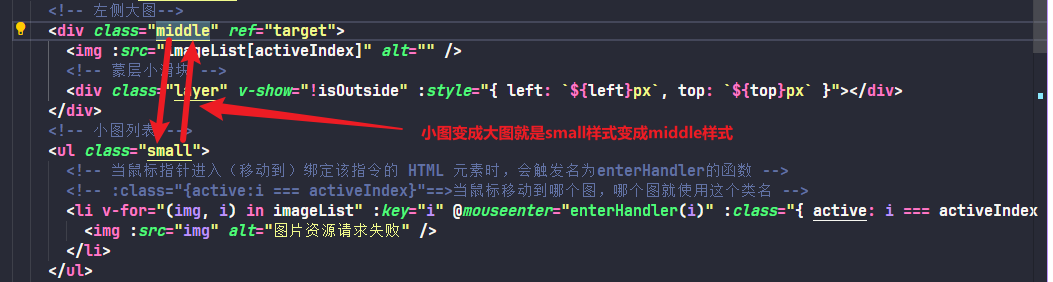 <!-- 左侧大图-->
<div class="middle" ref="target">
<img :src="imageList[activeIndex]" alt="" />
<!-- 蒙层小滑块 -->
<div class="layer" v-show="!isOutside" :style="{ left: `${left}px`, top: `${top}px` }"></div>
</div>
<!-- 小图列表 -->
小图变成大图就是small样式变成middle样式
<ul class="small">
<!-- 当鼠标指针进入（移动到）绑定该指令的 HTML 元素时，会触发名为enterHandler的函数 -->
<!-- :class="{active:i === activeIndex}"==>当鼠标移动到哪个图，哪个图就使用这个类名 -->
<li v-for="(img, i) in imageList" :key="i" @mouseenter="enterHandler(i)" :class="{ active: i === activeIndex
<img :src="img" alt="图片资源请求失败" />
</li>
</ul>